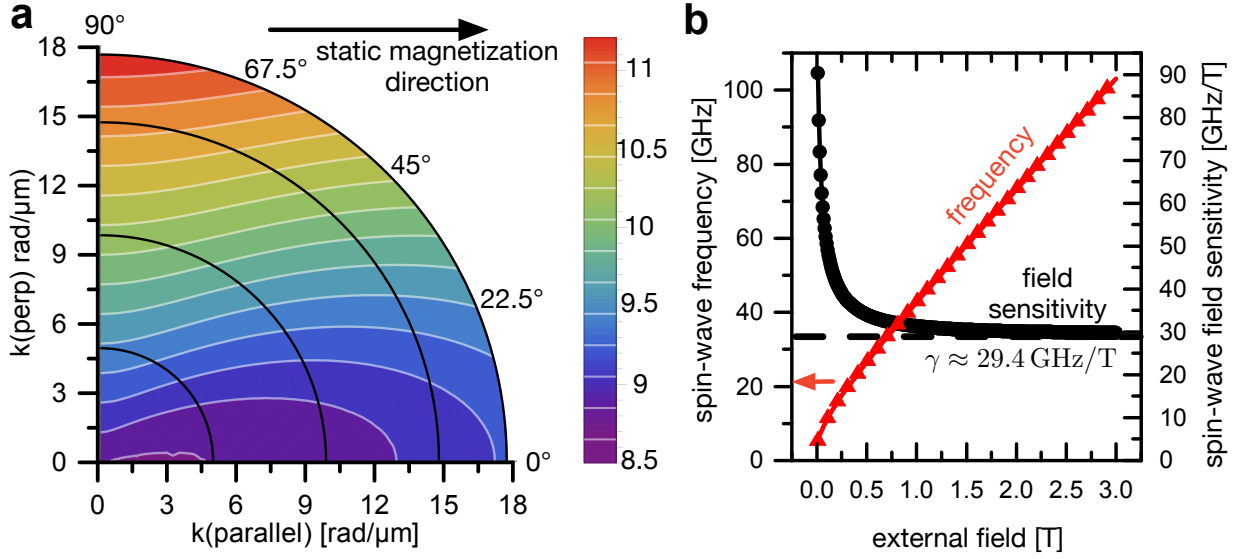 a
90°
static magnetization
direction
67.5°
45°
22.5°
0°
18
15
12
9
6
3
0
k(perp) rad/μm)
0 3 6 9 12 15 18
k(parallel) [rad/μm]
11
10.5
10
9.5
9
8.5
b
100
80
60
40
20
0
spin-wave frequency [GHz]
frequency
field
sensitivity
γ ≈ 29.4 GHz/T
90
80
70
60
50
40
30
20
10
0
spin-wave field sensitivity [GHz/T]
0.0 0.5 1.0 1.5 2.0 2.5 3.0
external field [T]